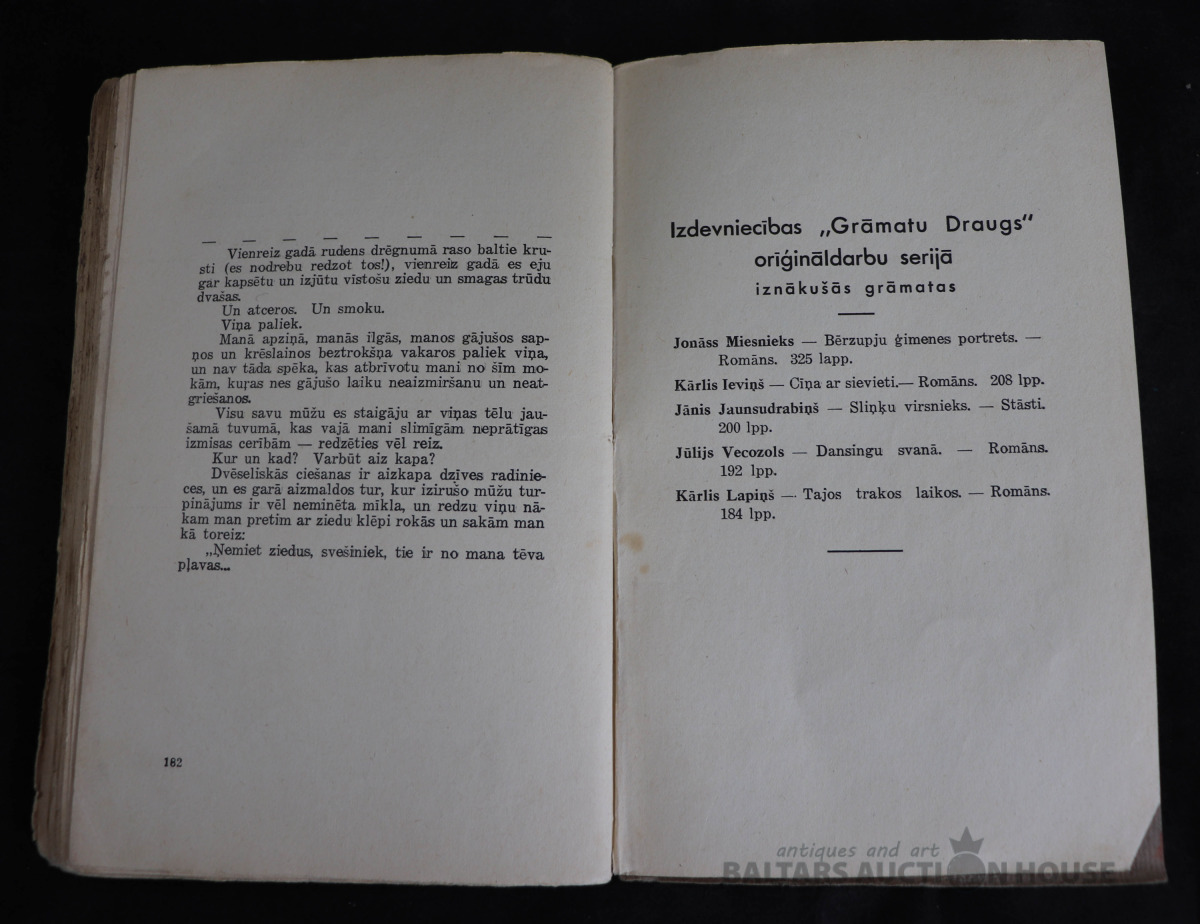 — — — — — — — — —
Vienreiz gadā rudens drēgnumā raso baltie kru-
sti (es nodrebu redzot tos!), vienreiz gadā es eju
gar kapsētu un izjūtu vīstošu ziedu un smagas trūdu
dvašas.
Un atceros. Un smoku.
Viņa paliek.
Manā apziņā, manās ilgās, manos gājušos sap-
ņos un krēslainos beztrokšņa vakaros paliek viņa,
un nav tāda spēka, kas atbrīvotu mani no šīm mo-
kām, kuŗas nes gājušo laiku neaizmiršanu un neat-
griešanos.
Visu savu mūžu es staigāju ar viņas tēlu jau-
šamā tuvumā, kas vajā mani slimīgām neprātīgas
izmisas cerībām — redzēties vēl reiz.
Kur un kad? Varbūt aiz kapa?
Dvēseliskās ciešanas ir aizkapa dzīves radinie-
ces, un es garā aizmaldos tur, kur izirušo mūžu tur-
pinājums ir vēl neminēta mīkla, un redzu viņu nā-
kam man pretim ar ziedu klēpi rokās un sakām man
kā toreiz:
„Ņemiet ziedus, svešiniek, tie ir no mana tēva
pļavas...
182
Izdevniecības „Grāmatu Draugs"
orīģināldarbu serijā
iznākušās grāmatas
Jonāss Miesnieks — Bērzupju ģimenes portrets. —
Romāns. 325 lapp.
Kārlis Ieviņš — Cīņa ar sievieti.— Romāns. 208 lpp.
Jānis Jaunsudrabiņš — Sliņķu virsnieks. — Stāsti.
200 lpp.
Jūlijs Vecozols — Dansingu svanā. — Romāns.
192 lpp.
Kārlis Lapiņš — Tajos trakos laikos. — Romāns.
184 lpp.
antiques and art
BALTARS AUCTION HOUSE